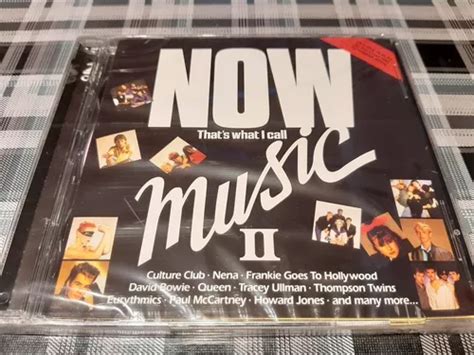 NOW
That's what I call
music
II
Culture Club · Nena · Frankie Goes To Hollywood
David Bowie · Queen · Tracey Ullman · Thompson Twins
Eurythmics · Paul McCartney · Howard Jones · and many more...